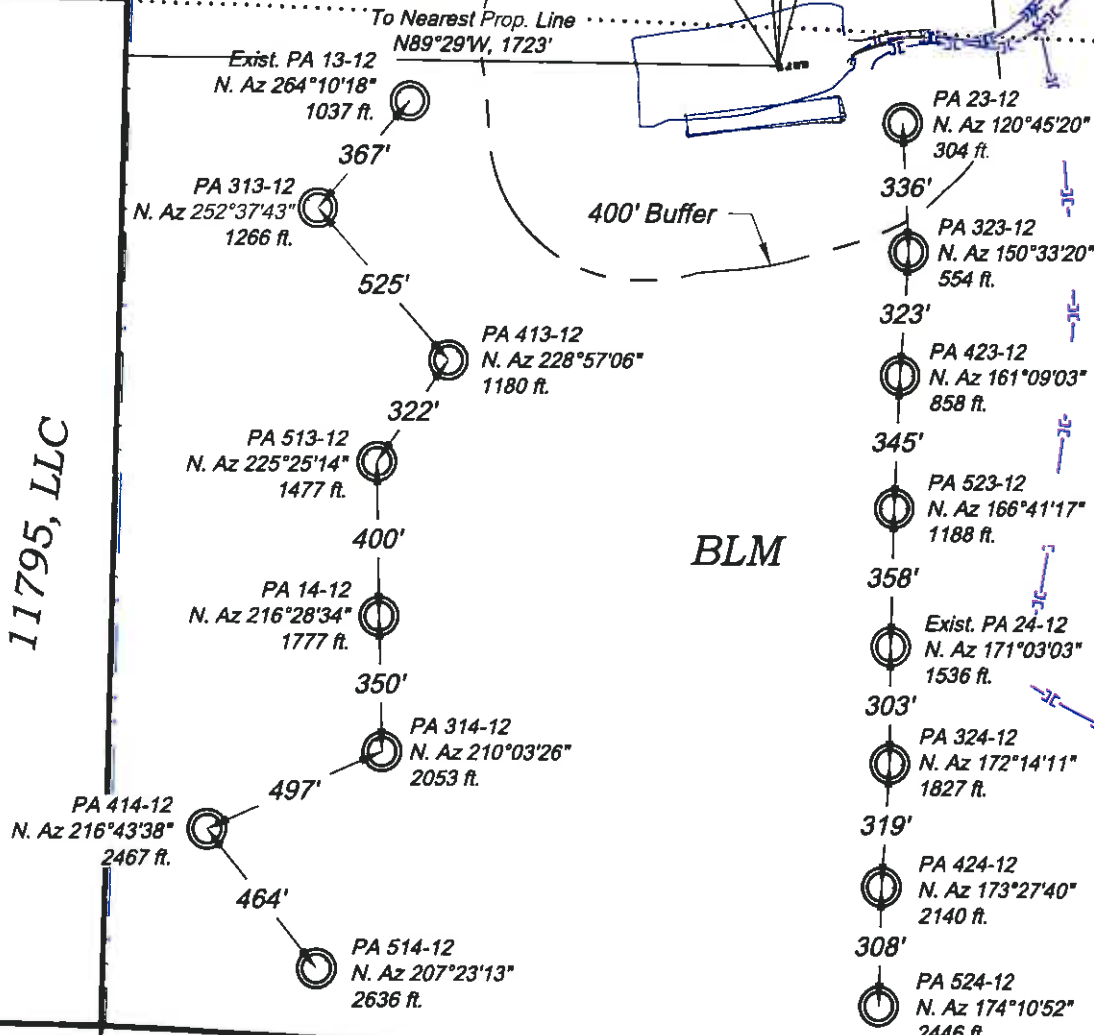 To Nearest Prop. Line
N89°29'W, 1723'
Exist. PA 13-12
N. Az 264°10'18"
1037 ft.
367'
PA 313-12
N. Az 252°37'43"
1266 ft.
525'
PA 413-12
N. Az 228°57'06"
1180 ft.
322'
PA 513-12
N. Az 225°25'14"
1477 ft.
400'
PA 14-12
N. Az 216°28'34"
1777 ft.
350'
PA 314-12
N. Az 210°03'26"
2053 ft.
497'
PA 414-12
N. Az 216°43'38"
2467 ft.
464'
PA 514-12
N. Az 207°23'13"
2636 ft.
11795, LLC
400' Buffer
BLM
PA 23-12
N. Az 120°45'20"
304 ft.
336'
PA 323-12
N. Az 150°33'20"
554 ft.
323'
PA 423-12
N. Az 161°09'03"
858 ft.
345'
PA 523-12
N. Az 166°41'17"
1188 ft.
358'
Exist. PA 24-12
N. Az 171°03'03"
1536 ft.
303'
PA 324-12
N. Az 172°14'11"
1827 ft.
319'
PA 424-12
N. Az 173°27'40"
2140 ft.
308'
PA 524-12
N. Az 174°10'52"
2446 ft.